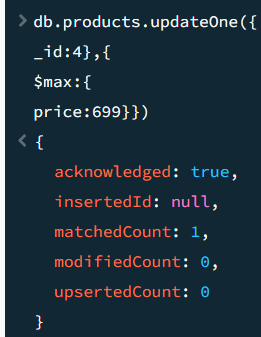 > db.products.updateOne({
_id:4},{
$max:{
price:699}})
< {
acknowledged: true,
insertedId: null,
matchedCount: 1,
modifiedCount: 0,
upsertedCount: 0
}